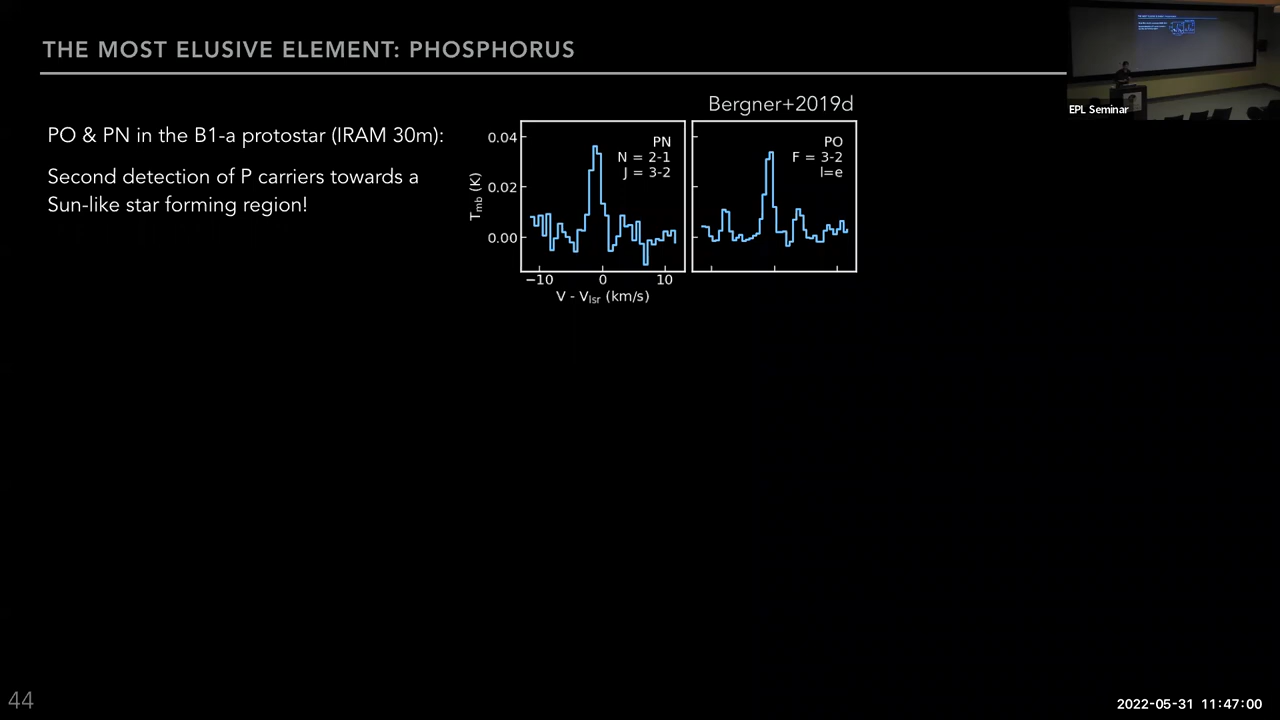 THE MOST ELUSIVE ELEMENT: PHOSPHORUS
EPL Seminar
Bergner+2019d
PO & PN in the B1-a protostar (IRAM 30m):
Second detection of P carriers towards a
Sun-like star forming region!
PN
N = 2-1
J = 3-2
PO
F = 3-2
l=e
Tmb (K)
0.04
0.02
0.00
−10
0
10
V - Vlsr (km/s)
44
2022-05-31 11:47:00